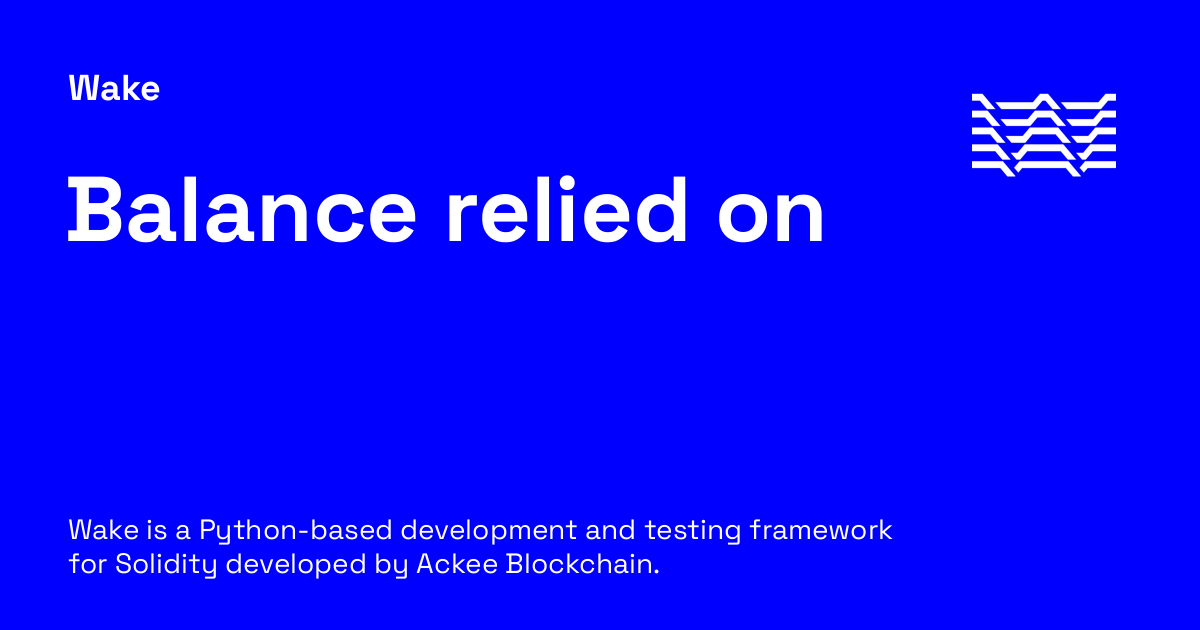 Wake
Balance relied on
Wake is a Python-based development and testing framework
for Solidity developed by Ackee Blockchain.